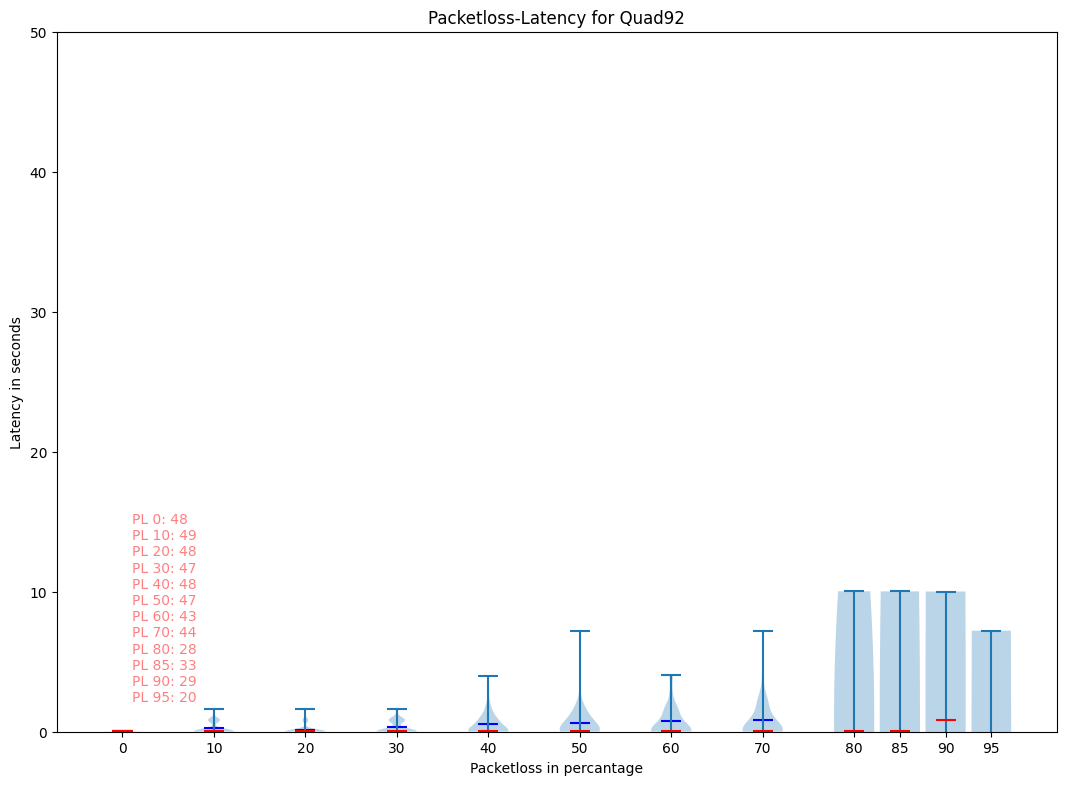 Packetloss-Latency for Quad92
50
40
30
20
10
0
Latency in seconds
PL 0: 48
PL 10: 49
PL 20: 48
PL 30: 47
PL 40: 48
PL 50: 47
PL 60: 43
PL 70: 44
PL 80: 28
PL 85: 33
PL 90: 29
PL 95: 20
0 10 20 30 40 50 60 70 80 85 90 95
Packetloss in percantage